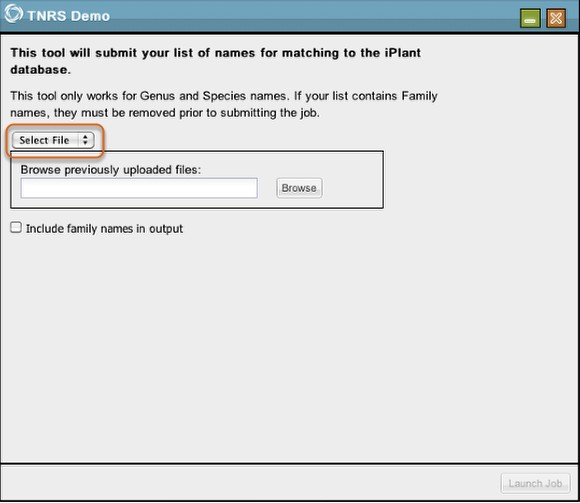 TNRS Demo
This tool will submit your list of names for matching to the iPlant
database.
This tool only works for Genus and Species names. If your list contains Family
names, they must be removed prior to submitting the job.
Select File
Browse previously uploaded files:
Browse
Include family names in output
Launch Job